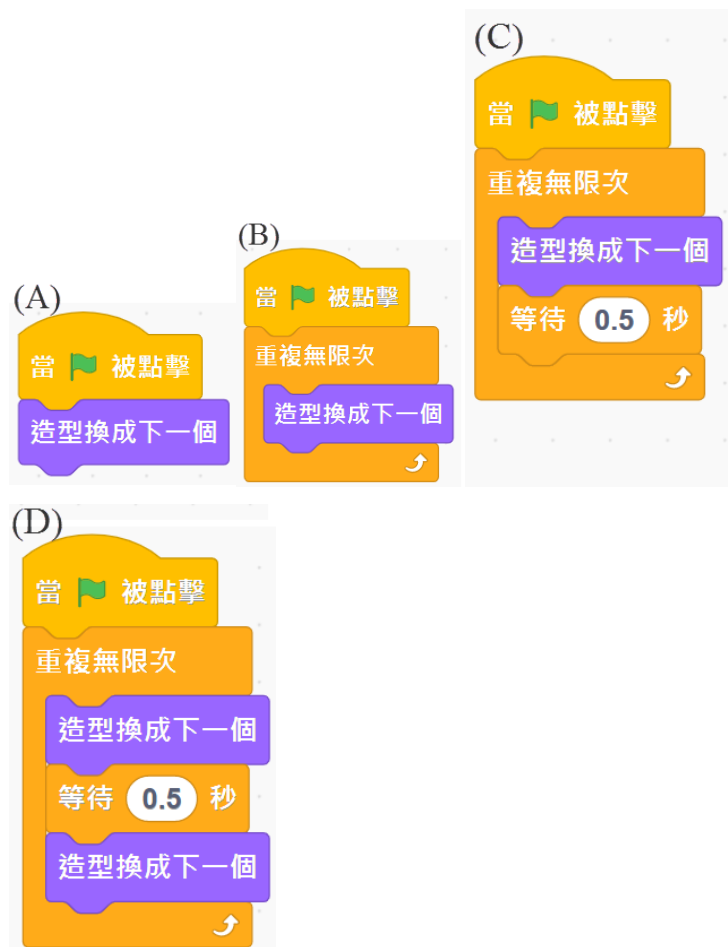 (A)
當 被點擊
造型換成下一個
(B)
當 被點擊
重複無限次
造型換成下一個
(C)
當 被點擊
重複無限次
造型換成下一個
等待 0.5 秒
(D)
當 被點擊
重複無限次
造型換成下一個
等待 0.5 秒
造型換成下一個